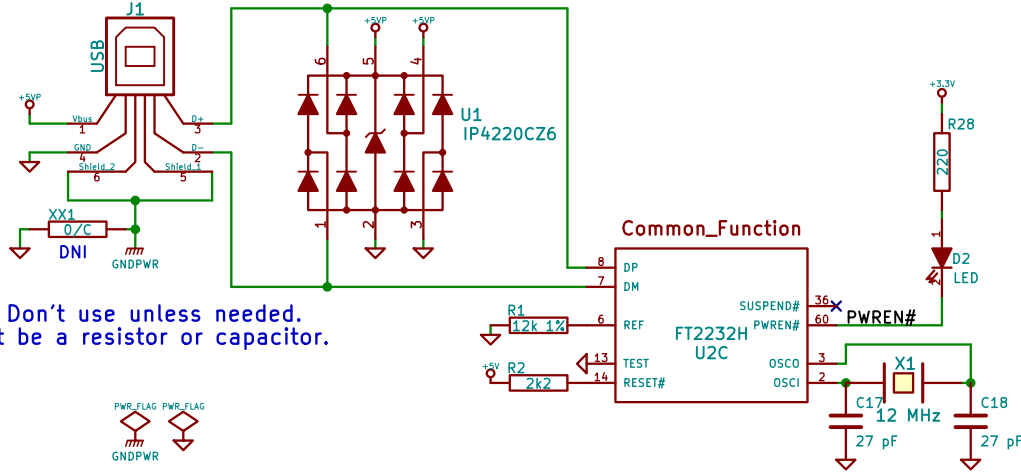 J1
USB
+5VP
Vbus
1
D+
3
GND
4
D-
2
Shield_2
6
Shield_1
5
XX1
0/C
DNI
GNDPWR
+5VP
+5VP
6
5
4
U1
IP4220CZ6
1
2
3
Don't use unless needed.
t be a resistor or capacitor.
PWR_FLAG
PWR_FLAG
GNDPWR
Common_Function
8
DP
7
DM
R1
12k 1%
6
REF
13
TEST
+5V
R2
2k2
14
RESET#
FT2232H
U2C
SUSPEND#
36
PWREN#
60
PWREN#
OSCO
3
OSCI
2
+3.3V
R28
220
1
D2
LED
2
X1
12 MHz
C17
27 pF
C18
27 pF